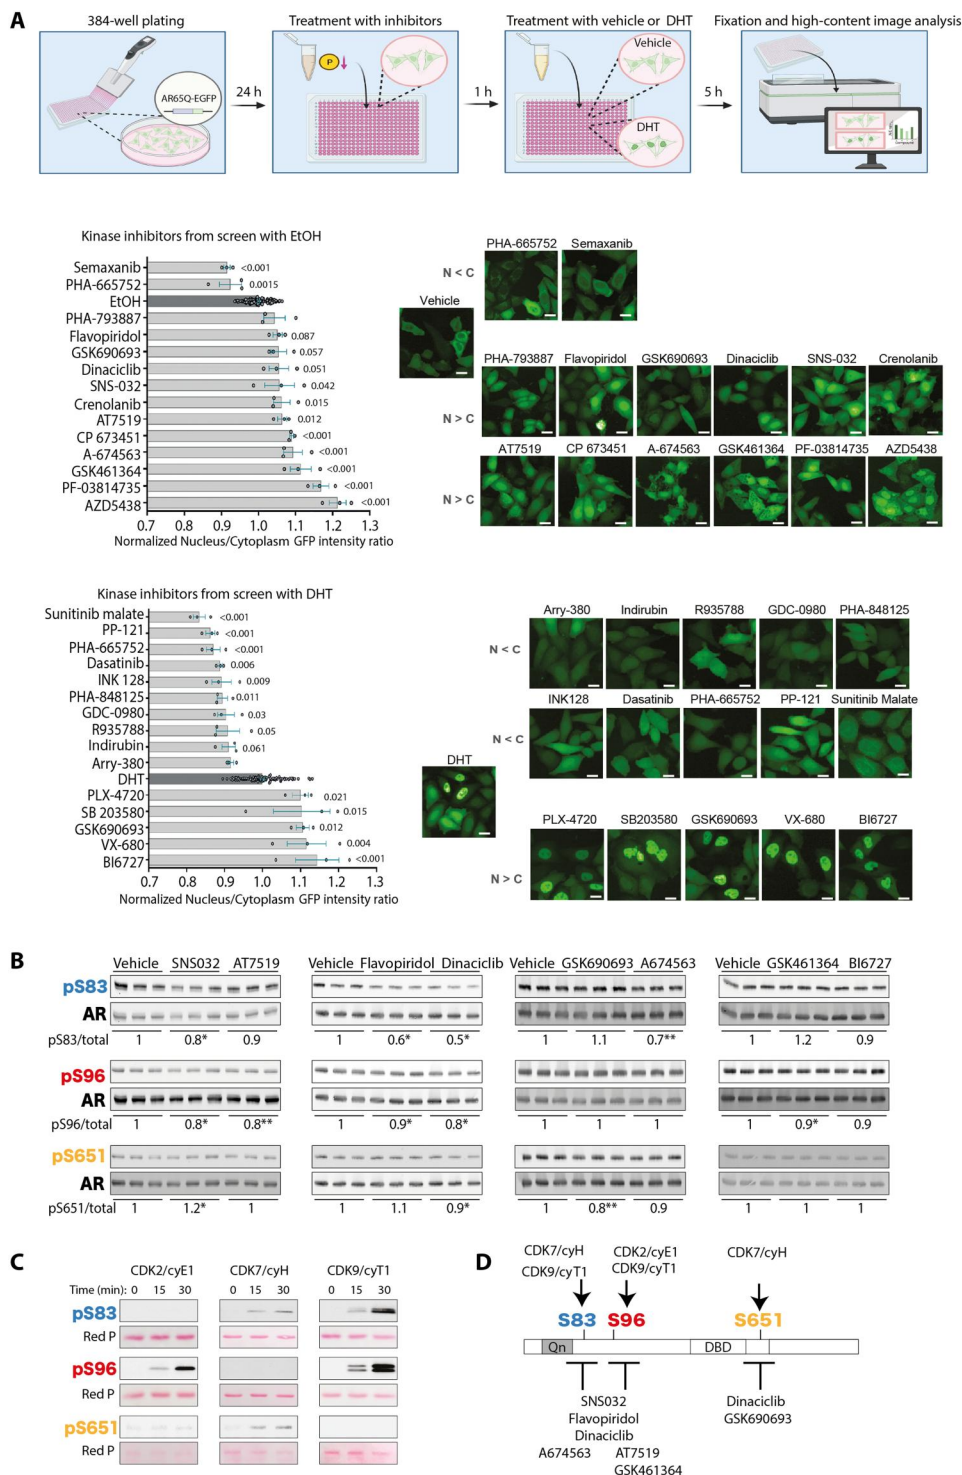 A
384-well plating
Treatment with inhibitors
Treatment with vehicle or DHT
Fixation and high-content image analysis
AR65Q-EGFP
24 h
P
1 h
Vehicle
DHT
5 h
Kinase inhibitors from screen with EtOH
Semaxanib <0.001
PHA-665752 0.0015
EtOH
PHA-793887
Flavopiridol 0.087
GSK690693 0.057
Dinaciclib 0.051
SNS-032 0.042
Crenolanib 0.015
AT7519 0.012
CP 673451 <0.001
A-674563 <0.001
GSK461364 <0.001
PF-03814735 <0.001
AZD5438 <0.001
0.7 0.8 0.9 1.0 1.1 1.2 1.3
Normalized Nucleus/Cytoplasm GFP intensity ratio
PHA-665752 Semaxanib
N < C
Vehicle
PHA-793887 Flavopiridol GSK690693 Dinaciclib SNS-032 Crenolanib
N > C
AT7519 CP 673451 A-674563 GSK461364 PF-03814735 AZD5438
N > C
Kinase inhibitors from screen with DHT
Sunitinib malate <0.001
PP-121 <0.001
PHA-665752 <0.001
Dasatinib 0.006
INK 128 0.009
PHA-848125 0.011
GDC-0980 0.03
R935788 0.05
Indirubin 0.061
Arry-380
DHT
PLX-4720 0.021
SB 203580 0.015
GSK690693 0.012
VX-680 0.004
BI6727 <0.001
0.7 0.8 0.9 1.0 1.1 1.2 1.3
Normalized Nucleus/Cytoplasm GFP intensity ratio
Arry-380 Indirubin R935788 GDC-0980 PHA-848125
N < C
INK128 Dasatinib PHA-665752 PP-121 Sunitinib Malate
N < C
DHT
PLX-4720 SB203580 GSK690693 VX-680 BI6727
N > C
B
Vehicle SNS032 AT7519 Vehicle Flavopiridol Dinaciclib Vehicle GSK690693 A674563 Vehicle GSK461364 BI6727
pS83
AR
pS83/total 1 0.8* 0.9 1 0.6* 0.5* 1 1.1 0.7** 1 1.2 0.9
pS96
AR
pS96/total 1 0.8* 0.8** 1 0.9* 0.8* 1 1 1 1 0.9* 0.9
pS651
AR
pS651/total 1 1.2* 1 1 1.1 0.9* 1 0.8** 0.9 1 1 1
C
CDK2/cyE1 CDK7/cyH CDK9/cyT1
Time (min): 0 15 30 0 15 30 0 15 30
pS83
Red P
pS96
Red P
pS651
Red P
D
CDK7/cyH CDK2/cyE1 CDK7/cyH
CDK9/cyT1 CDK9/cyT1
S83 S96 S651
Qn DBD
SNS032 Dinaciclib
Flavopiridol GSK690693
Dinaciclib
A674563 AT7519
GSK461364